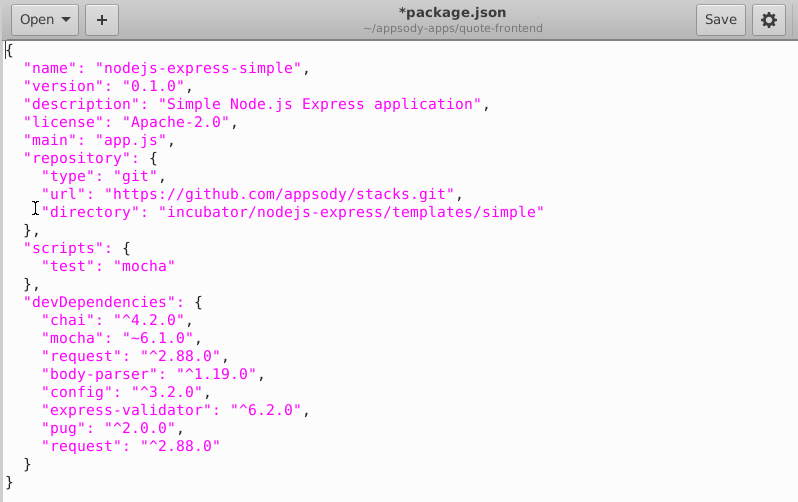 Open
+
*package.json
~/appsody-apps/quote-frontend
Save
{
  "name": "nodejs-express-simple",
  "version": "0.1.0",
  "description": "Simple Node.js Express application",
  "license": "Apache-2.0",
  "main": "app.js",
  "repository": {
    "type": "git",
    "url": "https://github.com/appsody/stacks.git",
    "directory": "incubator/nodejs-express/templates/simple"
  },
  "scripts": {
    "test": "mocha"
  },
  "devDependencies": {
    "chai": "^4.2.0",
    "mocha": "~6.1.0",
    "request": "^2.88.0",
    "body-parser": "^1.19.0",
    "config": "^3.2.0",
    "express-validator": "^6.2.0",
    "pug": "^2.0.0",
    "request": "^2.88.0"
  }
}